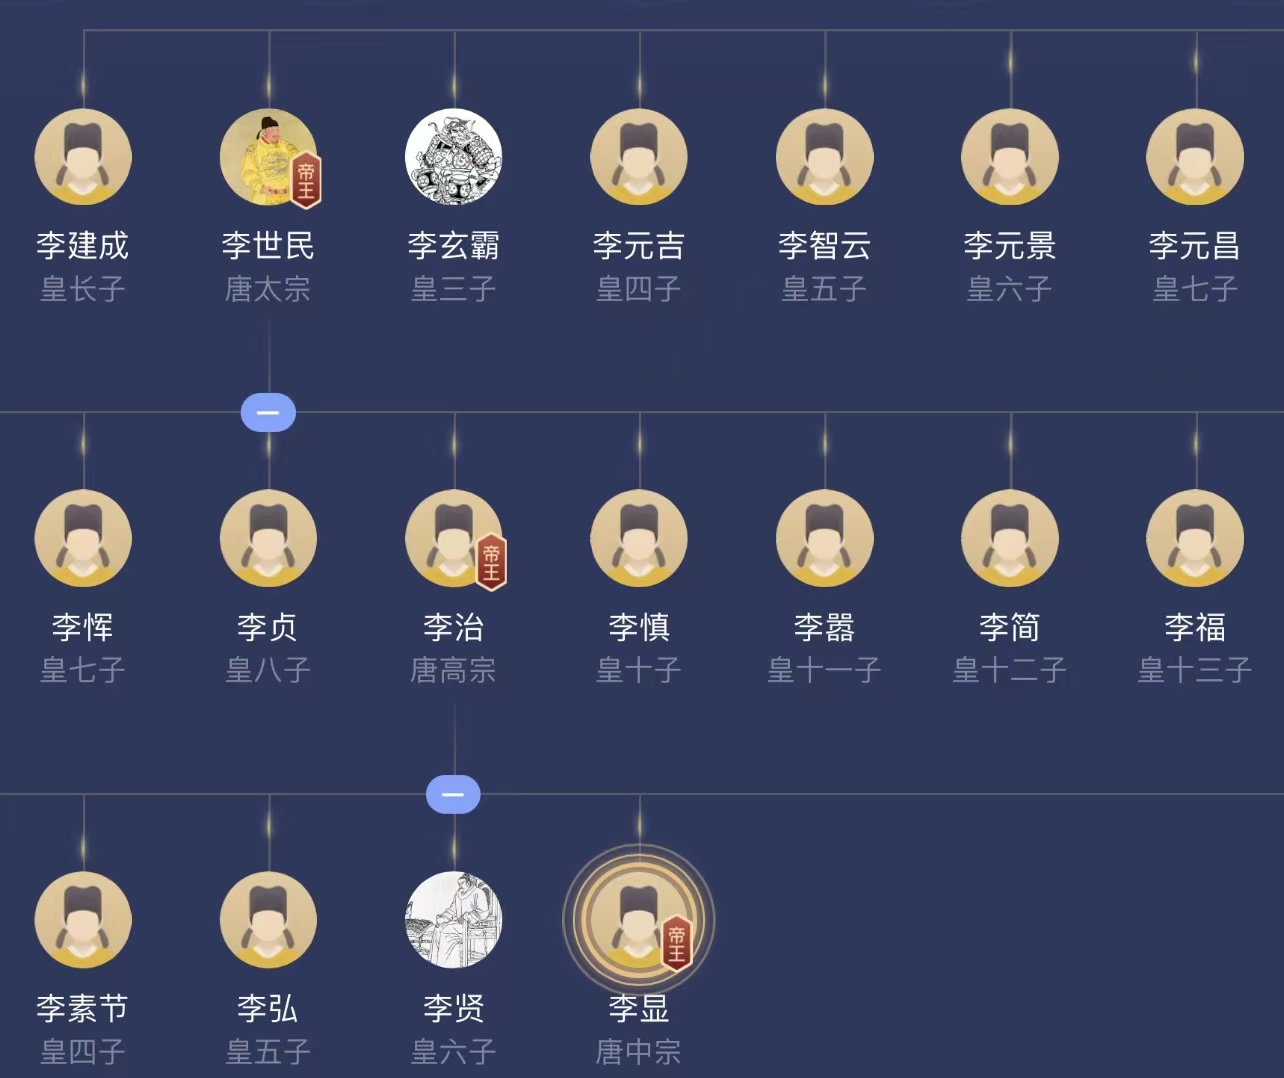 李建成 李世民 李玄霸 李元吉 李智云 李元景 李元昌
帝王
皇长子 唐太宗 皇三子 皇四子 皇五子 皇六子 皇七子
李恽 李贞 李治 李慎 李嚣 李简 李福
帝王
皇七子 皇八子 唐高宗 皇十子 皇十一子 皇十二子 皇十三子
李素节 李弘 李贤 李显
帝王
皇四子 皇五子 皇六子 唐中宗